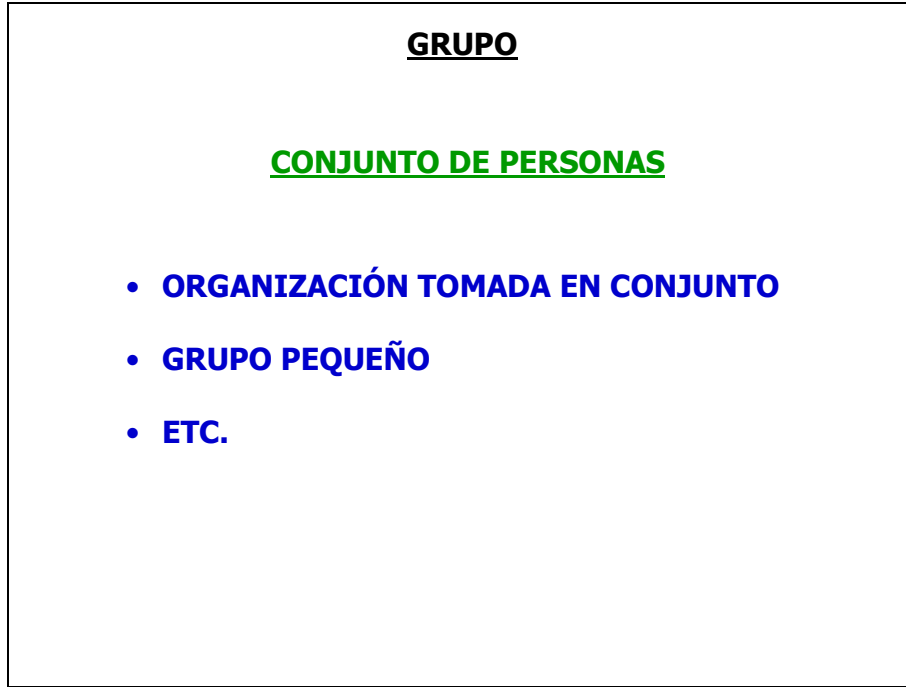 GRUPO
CONJUNTO DE PERSONAS
• ORGANIZACIÓN TOMADA EN CONJUNTO
• GRUPO PEQUEÑO
• ETC.